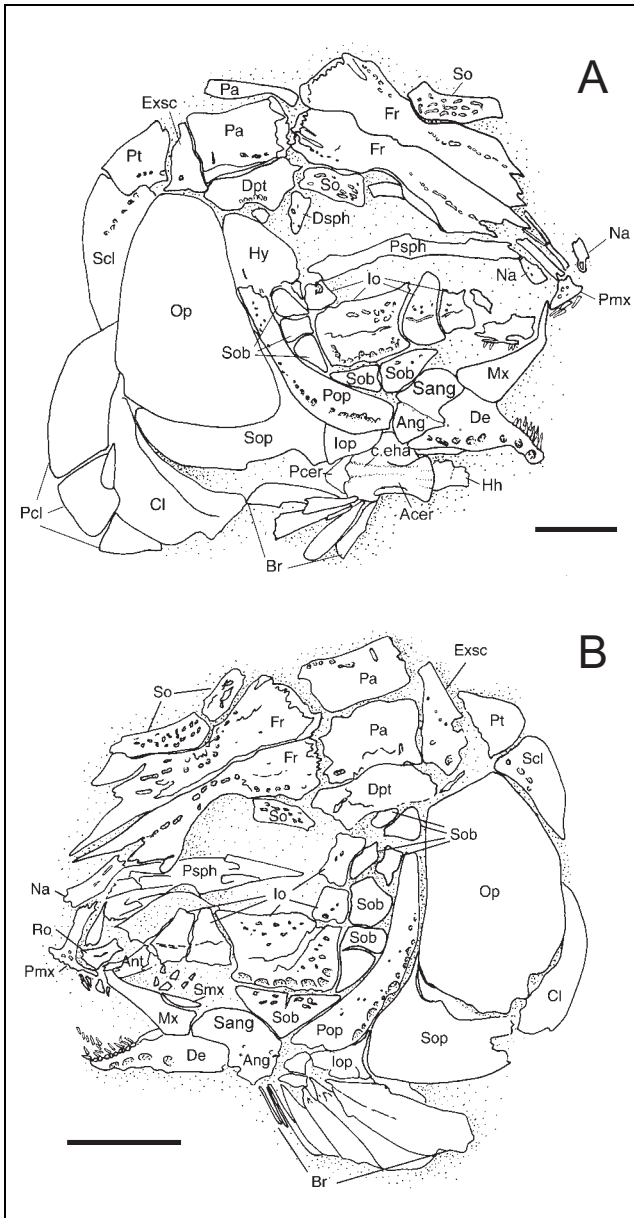 A
So
Pa
Fr
Exsc
Pa
Fr
Pt
Dpt
So
Dsph
Scl
Hy
Psph
Na
Na
Io
Pmx
Op
Sob
Sob
Sob
Mx
Sang
Pop
Ang
De
Sop
Iop
c.eha
Pcer
Hh
Pcl
Cl
Acer
Br
B
Exsc
So
Pa
Fr
Pt
Pa
Fr
Scl
Dpt
So
Sob
Psph
Op
Na
Io
Sob
Ro
Ant
Sob
Pmx
Smx
Cl
Mx
Sang
Sob
Pop
Sop
De
Ang
Iop
Br